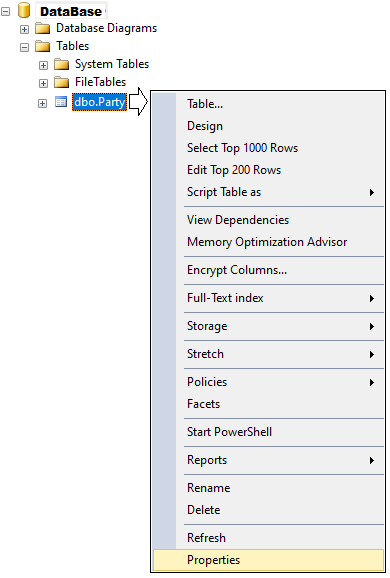 DataBase
Database Diagrams
Tables
System Tables
FileTables
dbo.Party
Table...
Design
Select Top 1000 Rows
Edit Top 200 Rows
Script Table as
View Dependencies
Memory Optimization Advisor
Encrypt Columns...
Full-Text index
Storage
Stretch
Policies
Facets
Start PowerShell
Reports
Rename
Delete
Refresh
Properties